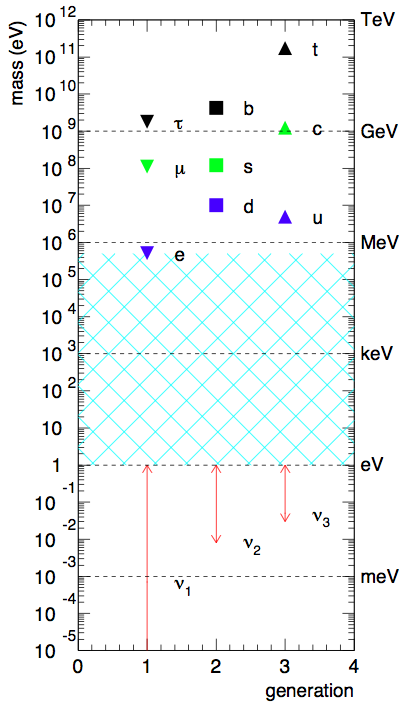 mass (eV)
10^12 TeV
t
10^11
10^10
b
τ c
10^9 GeV
μ s
10^8
d
10^7
u
10^6 MeV
e
10^5
10^4
10^3 keV
10^2
10
1 eV
10^-1
ν3
10^-2
ν2
10^-3 meV
ν1
10^-4
10^-5
0 1 2 3 4
generation